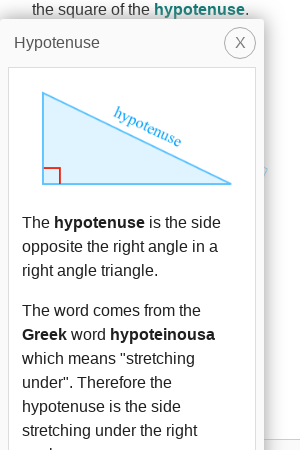 the square of the hypotenuse.
Hypotenuse
X
hypotenuse
The hypotenuse is the side
opposite the right angle in a
right angle triangle.
The word comes from the
Greek word hypoteinousa
which means "stretching
under". Therefore the
hypotenuse is the side
stretching under the right